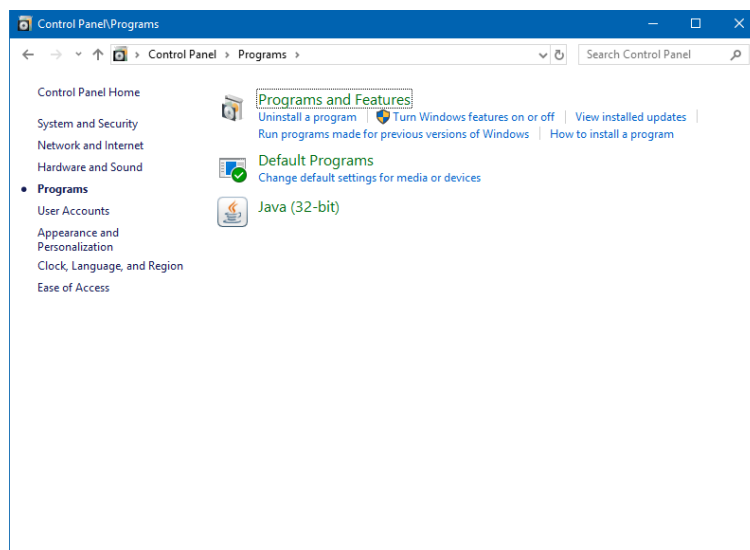 Control Panel\Programs
Control Panel > Programs >
Search Control Panel
Control Panel Home
System and Security
Network and Internet
Hardware and Sound
Programs
User Accounts
Appearance and
Personalization
Clock, Language, and Region
Ease of Access
Programs and Features
Uninstall a program
Turn Windows features on or off
View installed updates
Run programs made for previous versions of Windows
How to install a program
Default Programs
Change default settings for media or devices
Java (32-bit)